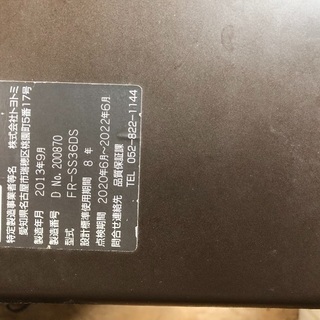 特定製造事業者等名 株式会社トヨトミ
愛知県名古屋市瑞穂区桃園町5番17号
製造年月 2013年9月
製造番号 D No.200870
型式 FR-SS36DS
設計標準使用期間 8 年
点検期間 2020年6月～2022年6月
問合せ連絡先 品質保証課
TEL 052-822-1144